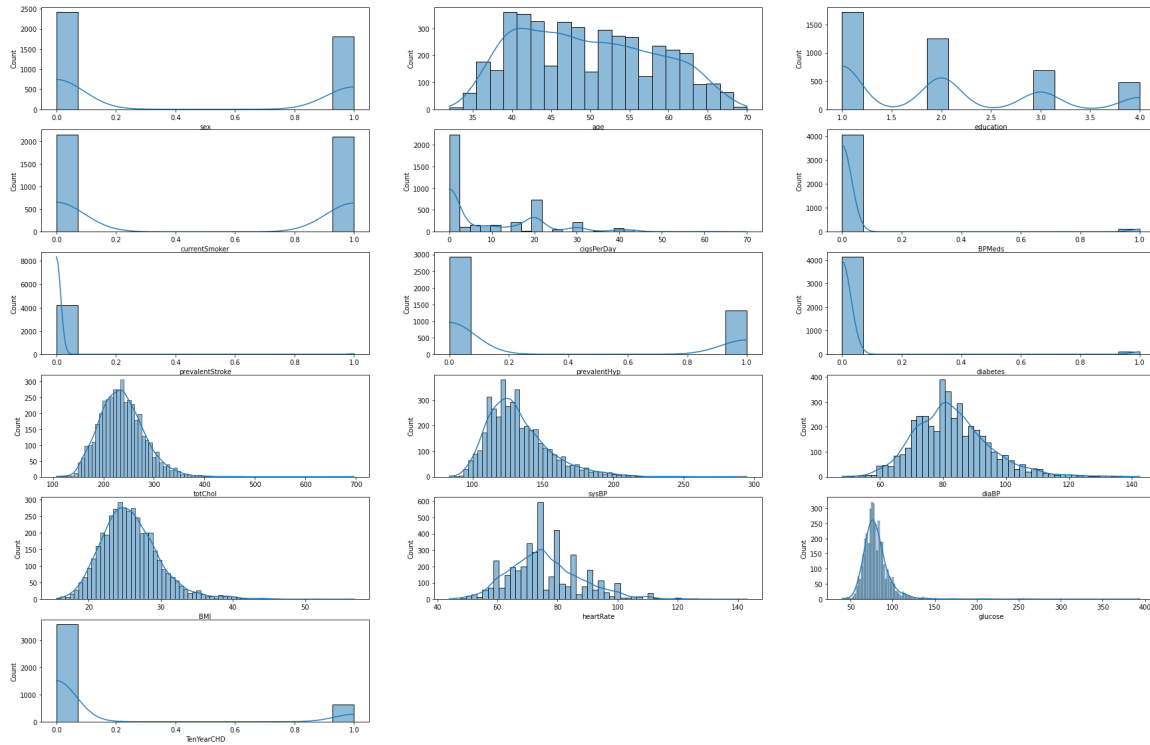 2500
2000
1500
1000
500
0
Count
0.0 0.2 0.4 0.6 0.8 1.0
sex
300
200
100
0
Count
35 40 45 50 55 60 65 70
age
1500
1000
500
0
Count
1.0 1.5 2.0 2.5 3.0 3.5 4.0
education
2000
1500
1000
500
0
Count
0.0 0.2 0.4 0.6 0.8 1.0
currentSmoker
2000
1500
1000
500
0
Count
0 10 20 30 40 50 60 70
cigsPerDay
4000
3000
2000
1000
0
Count
0.0 0.2 0.4 0.6 0.8 1.0
BPMeds
8000
6000
4000
2000
0
Count
0.0 0.2 0.4 0.6 0.8 1.0
prevalentStroke
3000
2500
2000
1500
1000
500
0
Count
0.0 0.2 0.4 0.6 0.8 1.0
prevalentHyp
4000
3000
2000
1000
0
Count
0.0 0.2 0.4 0.6 0.8 1.0
diabetes
300
250
200
150
100
50
0
Count
100 200 300 400 500 600 700
totChol
300
200
100
0
Count
100 150 200 250 300
sysBP
400
300
200
100
0
Count
60 80 100 120 140
diaBP
300
250
200
150
100
50
0
Count
20 30 40 50
BMI
600
500
400
300
200
100
0
Count
40 60 80 100 120 140
heartRate
300
250
200
150
100
50
0
Count
50 100 150 200 250 300 350 400
glucose
3000
2000
1000
0
Count
0.0 0.2 0.4 0.6 0.8 1.0
TenYearCHD